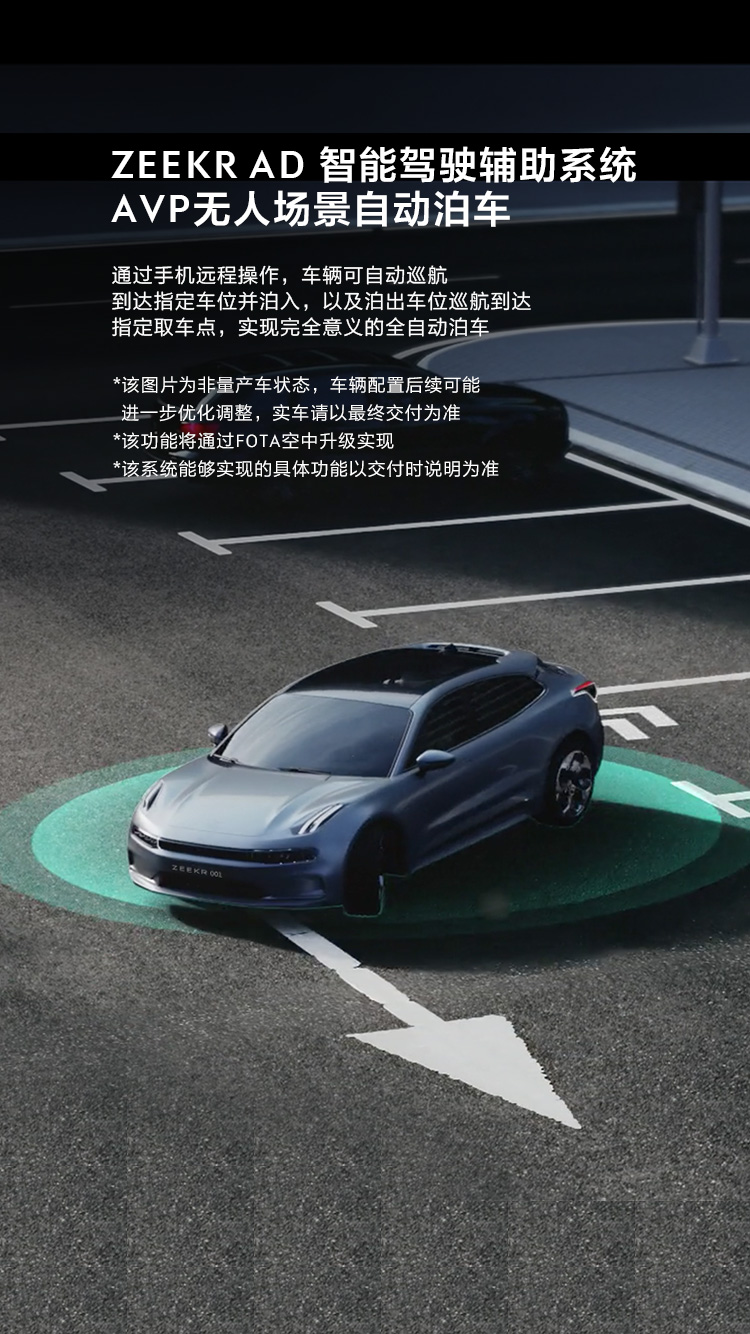 ZEEKR AD 智能驾驶辅助系统
AVP无人场景自动泊车
通过手机远程操作，车辆可自动巡航
到达指定车位并泊入，以及泊出车位巡航到达
指定取车点，实现完全意义的全自动泊车
*该图片为非量产车状态，车辆配置后续可能
进一步优化调整，实车请以最终交付为准
*该功能将通过FOTA空中升级实现
*该系统能够实现的具体功能以交付时说明为准
ZEEKR 001